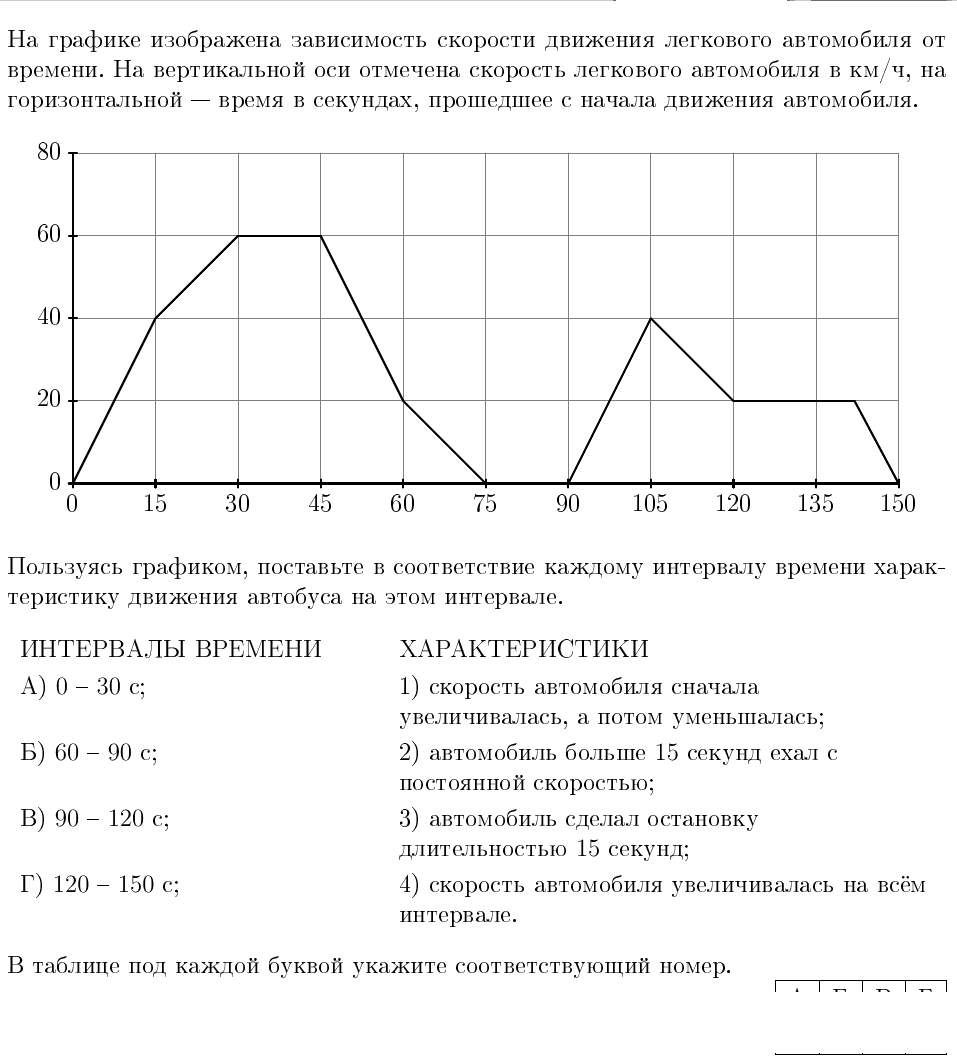 На графике изображена зависимость скорости движения легкового автомобиля от
времени. На вертикальной оси отмечена скорость легкового автомобиля в км/ч, на
горизонтальной — время в секундах, прошедшее с начала движения автомобиля.
80
60
40
20
0
0 15 30 45 60 75 90 105 120 135 150
Пользуясь графиком, поставьте в соответствие каждому интервалу времени харак-
теристику движения автобуса на этом интервале.
ИНТЕРВАЛЫ ВРЕМЕНИ ХАРАКТЕРИСТИКИ
А) 0 – 30 с; 1) скорость автомобиля сначала
увеличивалась, а потом уменьшалась;
Б) 60 – 90 с; 2) автомобиль больше 15 секунд ехал с
постоянной скоростью;
В) 90 – 120 с; 3) автомобиль сделал остановку
длительностью 15 секунд;
Г) 120 – 150 с; 4) скорость автомобиля увеличивалась на всём
интервале.
В таблице под каждой буквой укажите соответствующий номер.